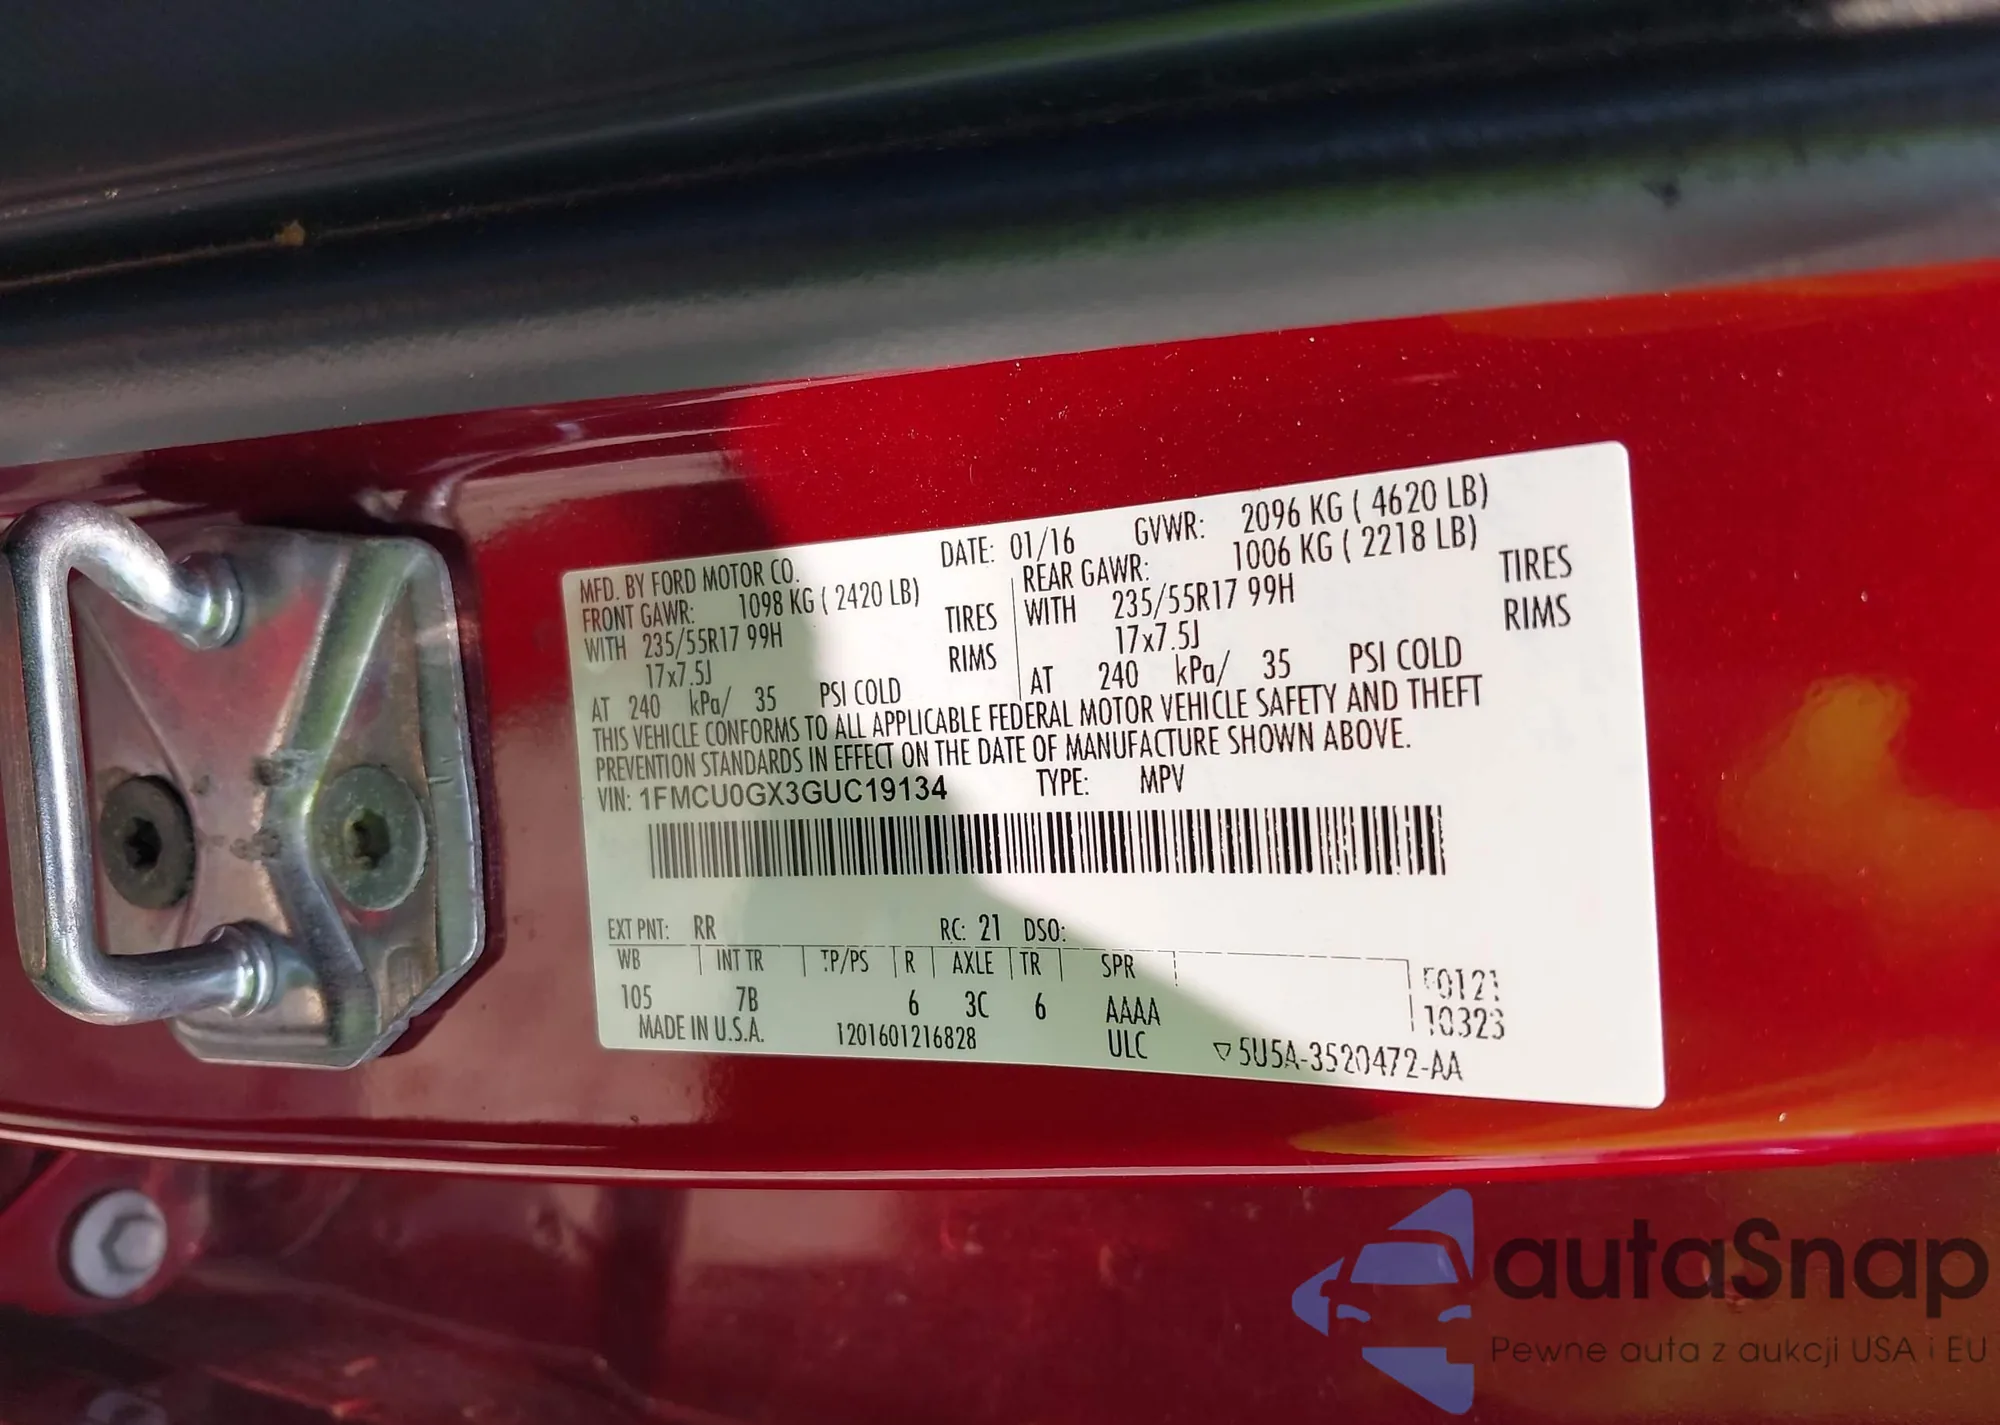 MFD. BY FORD MOTOR CO. DATE: 01/16 GVWR: 2096 KG ( 4620 LB)
FRONT GAWR: 1098 KG ( 2420 LB) REAR GAWR: 1006 KG ( 2218 LB)
WITH 235/55R17 99H TIRES WITH 235/55R17 99H TIRES
17x7.5J RIMS 17x7.5J RIMS
AT 240 kPa/ 35 PSI COLD AT 240 kPa/ 35 PSI COLD
THIS VEHICLE CONFORMS TO ALL APPLICABLE FEDERAL MOTOR VEHICLE SAFETY AND THEFT
PREVENTION STANDARDS IN EFFECT ON THE DATE OF MANUFACTURE SHOWN ABOVE.
VIN: 1FMCU0GX3GUC19134 TYPE: MPV
EXT PNT: RR RC: 21 DSO:
WB INT TR TP/PS R AXLE TR SPR
105 7B 6 3C 6 AAAA 10323
MADE IN U.S.A. 1201601216828 ULC ▽5U5A-3520472-AA
autaSnap
Pewne auta z aukcji USA i EU